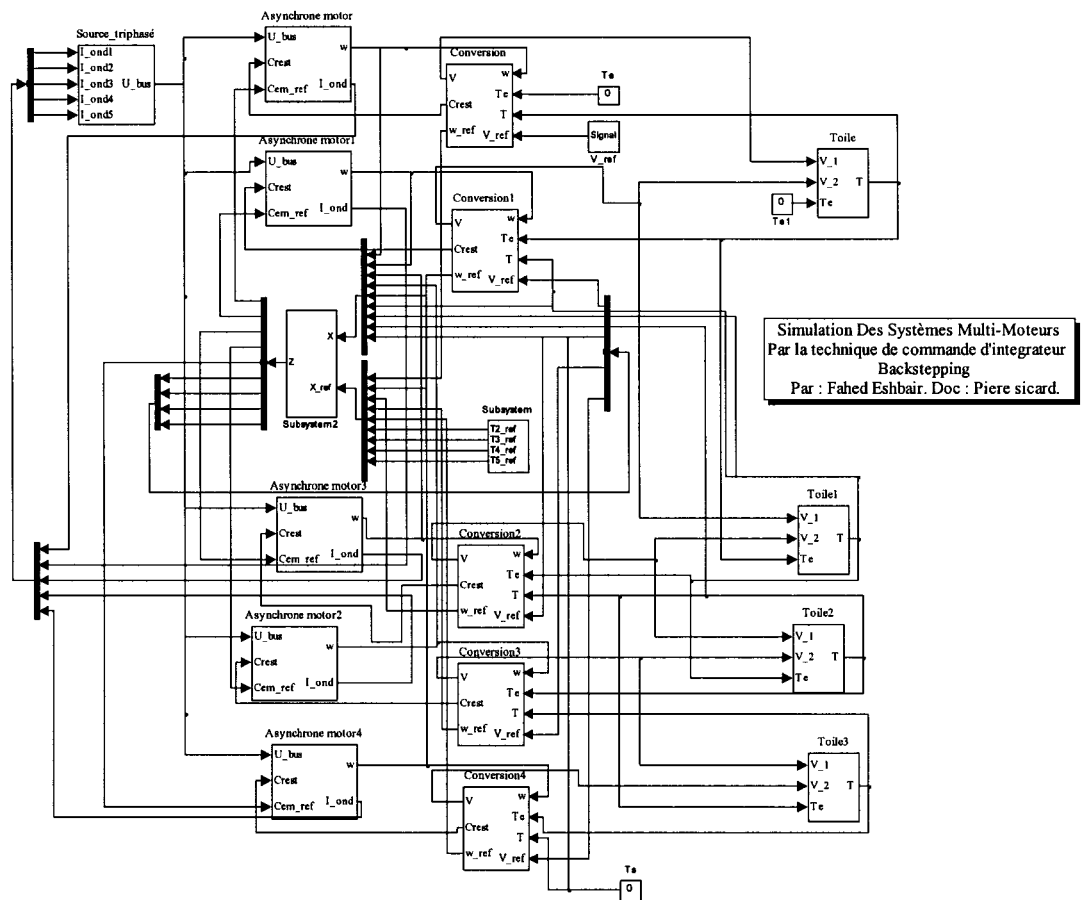 Source_triphasé
I_ond1
I_ond2
I_ond3
I_ond4
I_ond5
U_bus
Asynchrone motor
U_bus
Crest
Cem_ref
w
I_ond
Asynchrone motor1
U_bus
Crest
Cem_ref
w
I_ond
Conversion
V
Crest
w_ref
w
Te
T
V_ref
Te
0
Signal
V_ref
Conversion1
V
Crest
w_ref
w
Te
T
V_ref
Toile
V_1
V_2
Te
T
0
Te1
Simulation Des Systèmes Multi-Moteurs
Par la technique de commande d'integrateur
Backstepping
Par : Fahed Eshbair. Doc : Piere sicard.
Z
X
X_ref
Subsystem2
Subsystem
T2_ref
T3_ref
T4_ref
T5_ref
Asynchrone motor3
U_bus
Crest
Cem_ref
w
I_ond
Conversion2
V
Crest
w_ref
w
Te
T
V_ref
Toile1
V_1
V_2
Te
T
Asynchrone motor2
U_bus
Crest
Cem_ref
w
I_ond
Conversion3
V
Crest
w_ref
w
Te
T
V_ref
Toile2
V_1
V_2
Te
T
Asynchrone motor4
U_bus
Crest
Cem_ref
w
I_ond
Conversion4
V
Crest
w_ref
w
Te
T
V_ref
Toile3
V_1
V_2
Te
T
Ts
0